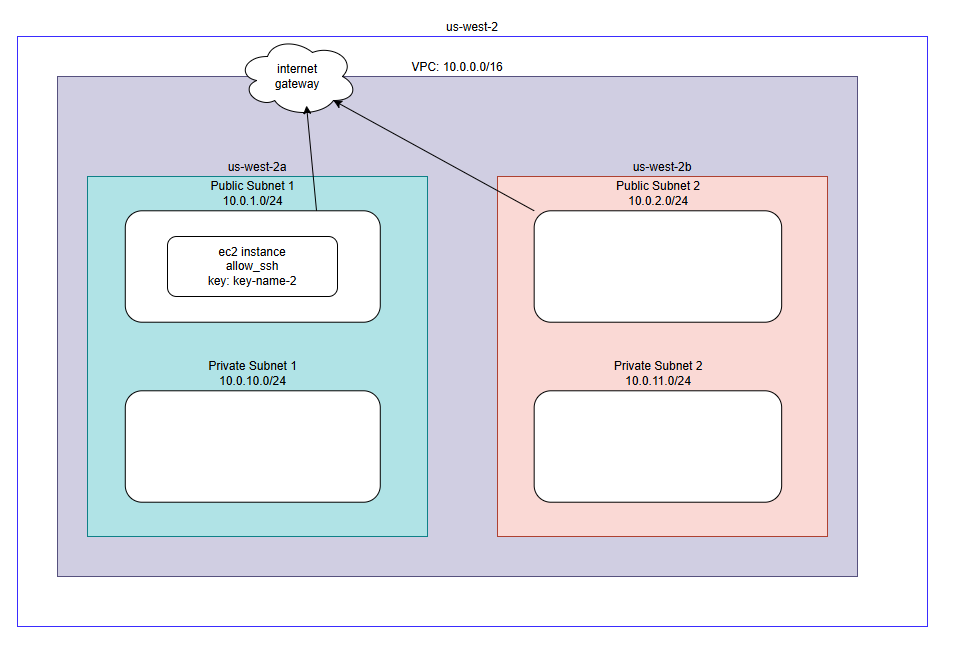 us-west-2
internet
gateway
VPC: 10.0.0.0/16
us-west-2a
Public Subnet 1
10.0.1.0/24
ec2 instance
allow_ssh
key: key-name-2
Private Subnet 1
10.0.10.0/24
us-west-2b
Public Subnet 2
10.0.2.0/24
Private Subnet 2
10.0.11.0/24